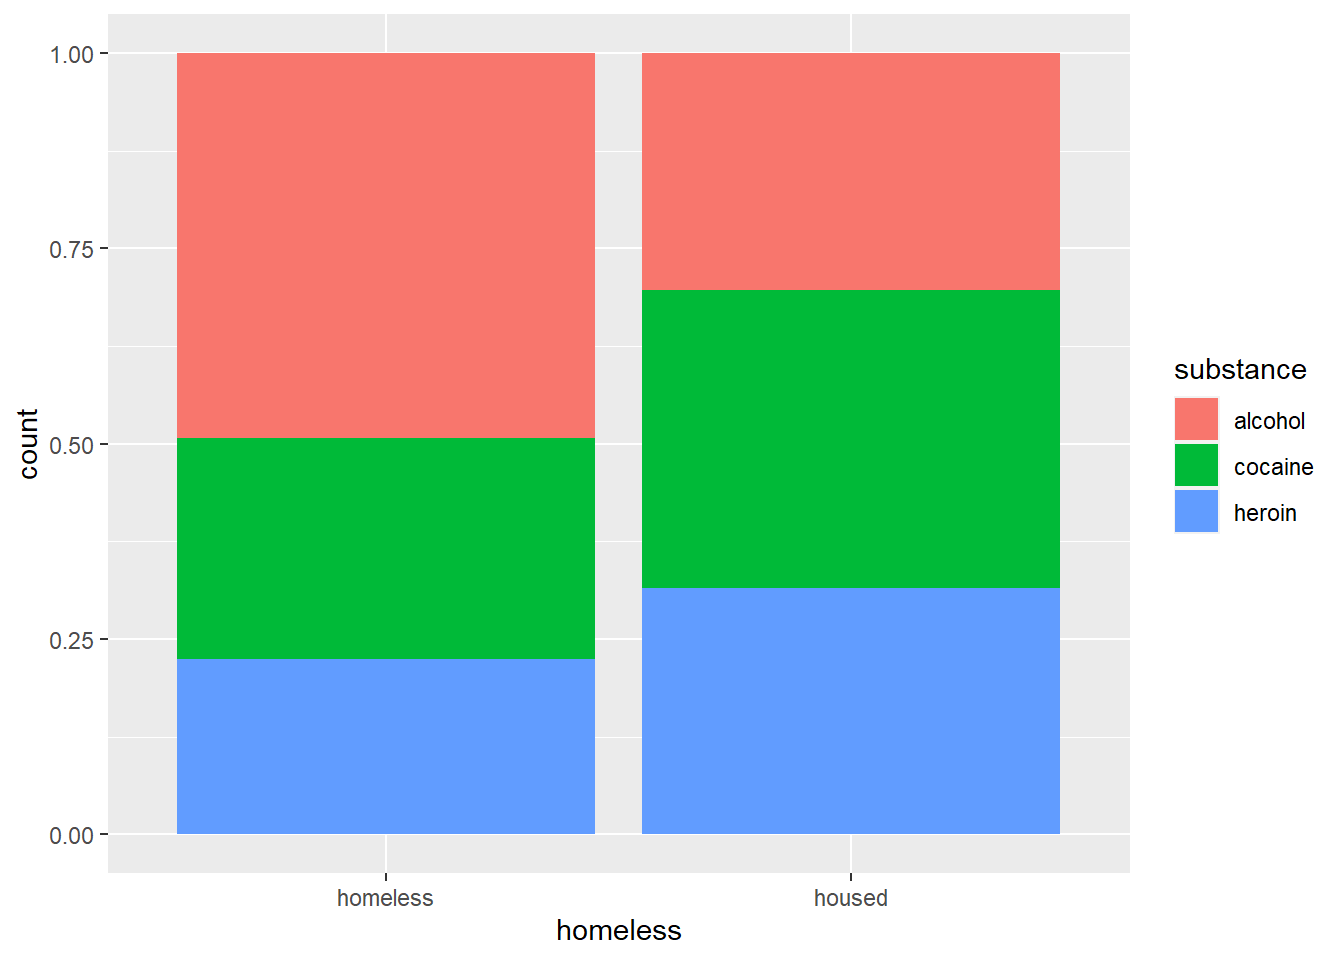 1.00
0.75
0.50
0.25
0.00
count
homeless
housed
homeless
substance
alcohol
cocaine
heroin